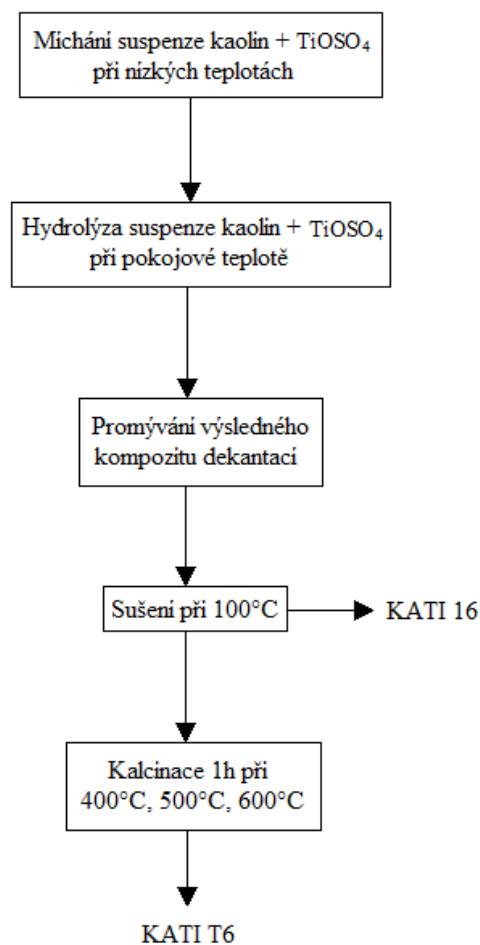 Míchání suspenze kaolin + TiOSO₄
při nízkých teplotách
Hydrolýza suspenze kaolin + TiOSO₄
při pokojové teplotě
Promývání výsledného
kompozitu dekantací
Sušení při 100°C
KATI 16
Kalcinace 1h při
400°C, 500°C, 600°C
KATI T6